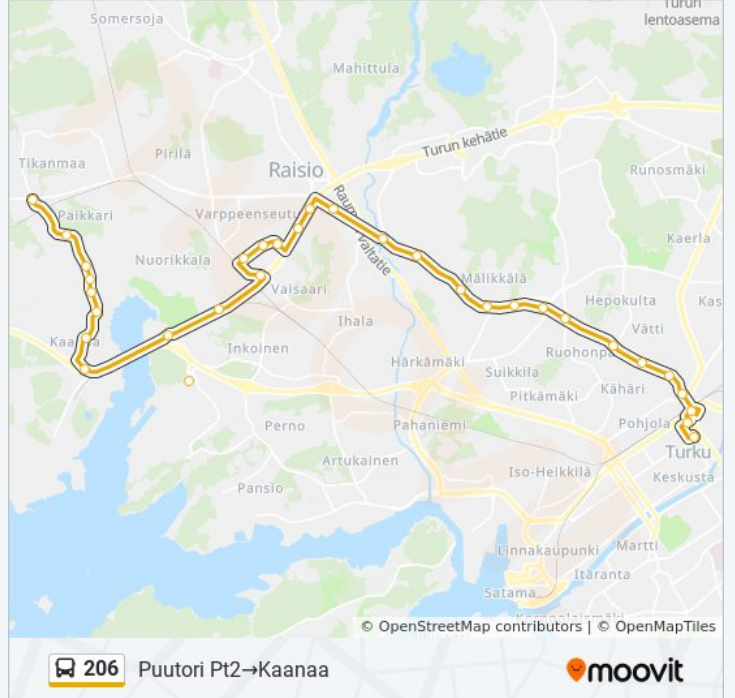 Turun
lentoasema
Somersoja
Mahittula
Turun kehätie
Pirilä
Tikanmaa
Raisio
Runosmäki
Paikkari
Varppeenseutu
Kaerla
Nuorikkala
Mälikkälä
Vaisaari
Hepokulta
Kas
Ihala
Vätti
Inkoinen
Ruohonpä
Härkämäki
Suikkila
Kähäri
Pitkämäki
Perno
Pahaniemi
Pohjola
Artukainen
Turku
Iso-Heikkilä
Keskusta
Pansio
Linnakaupunki
Martti
Itäranta
Satama
© OpenStreetMap contributors | © OpenMapTiles
206 Puutori Pt2→Kaanaa
moovit